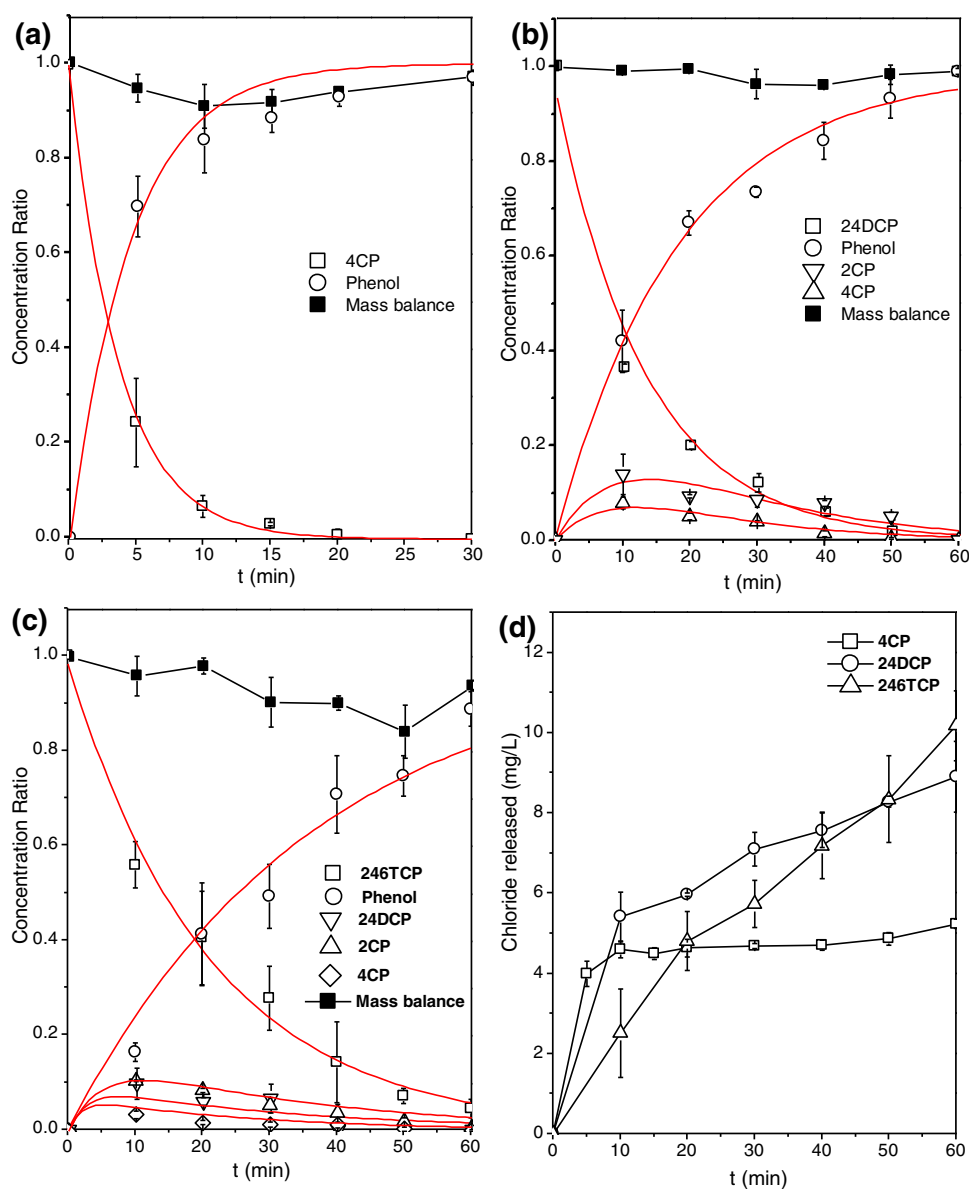 (a)
1.0
0.8
0.6
0.4
0.2
0.0
Concentration Ratio
4CP
Phenol
Mass balance
0 5 10 15 20 25 30
t (min)
(b)
1.0
0.8
0.6
0.4
0.2
0.0
Concentration Ratio
24DCP
Phenol
2CP
4CP
Mass balance
0 10 20 30 40 50 60
t (min)
(c)
1.0
0.8
0.6
0.4
0.2
0.0
Concentration Ratio
246TCP
Phenol
24DCP
2CP
4CP
Mass balance
0 10 20 30 40 50 60
t (min)
(d)
12
10
8
6
4
2
0
Chloride released (mg/L)
4CP
24DCP
246TCP
0 10 20 30 40 50 60
t (min)